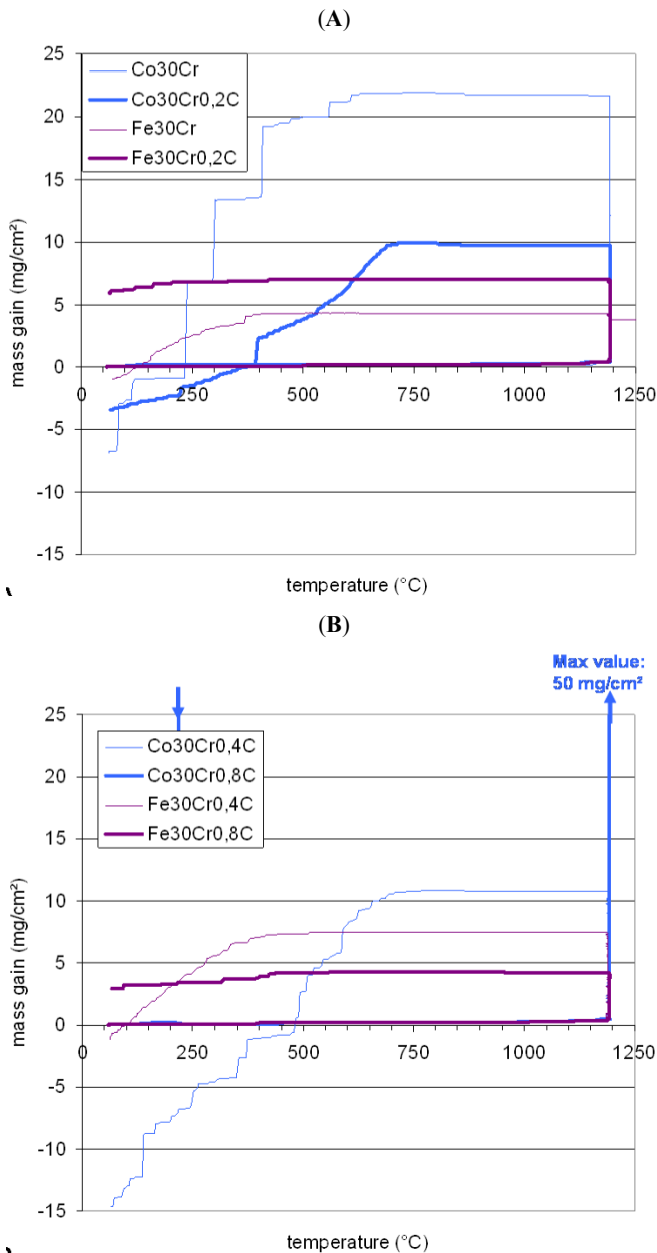 (A)
25
20
15
10
5
0
-5
-10
-15
mass gain (mg/cm²)
Co30Cr
Co30Cr0,2C
Fe30Cr
Fe30Cr0,2C
0 250 500 750 1000 1250
temperature (°C)
(B)
Max value:
50 mg/cm²
25
20
15
10
5
0
-5
-10
-15
mass gain (mg/cm²)
Co30Cr0,4C
Co30Cr0,8C
Fe30Cr0,4C
Fe30Cr0,8C
0 250 500 750 1000 1250
temperature (°C)